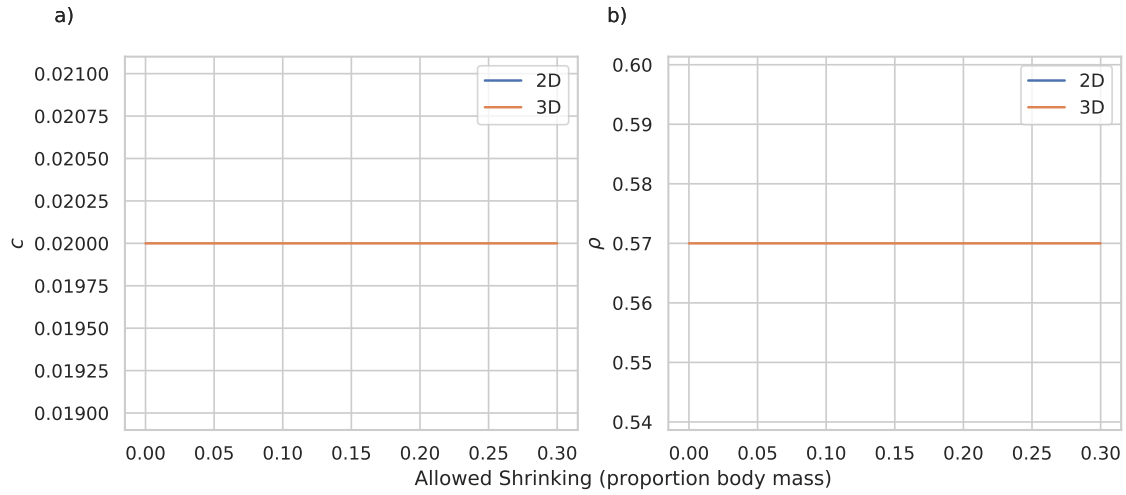 a)
0.02100
0.02075
0.02050
0.02025
0.02000
0.01975
0.01950
0.01925
0.01900
c
0.00 0.05 0.10 0.15 0.20 0.25 0.30
2D
3D
b)
0.60
0.59
0.58
0.57
0.56
0.55
0.54
ρ
0.00 0.05 0.10 0.15 0.20 0.25 0.30
2D
3D
Allowed Shrinking (proportion body mass)